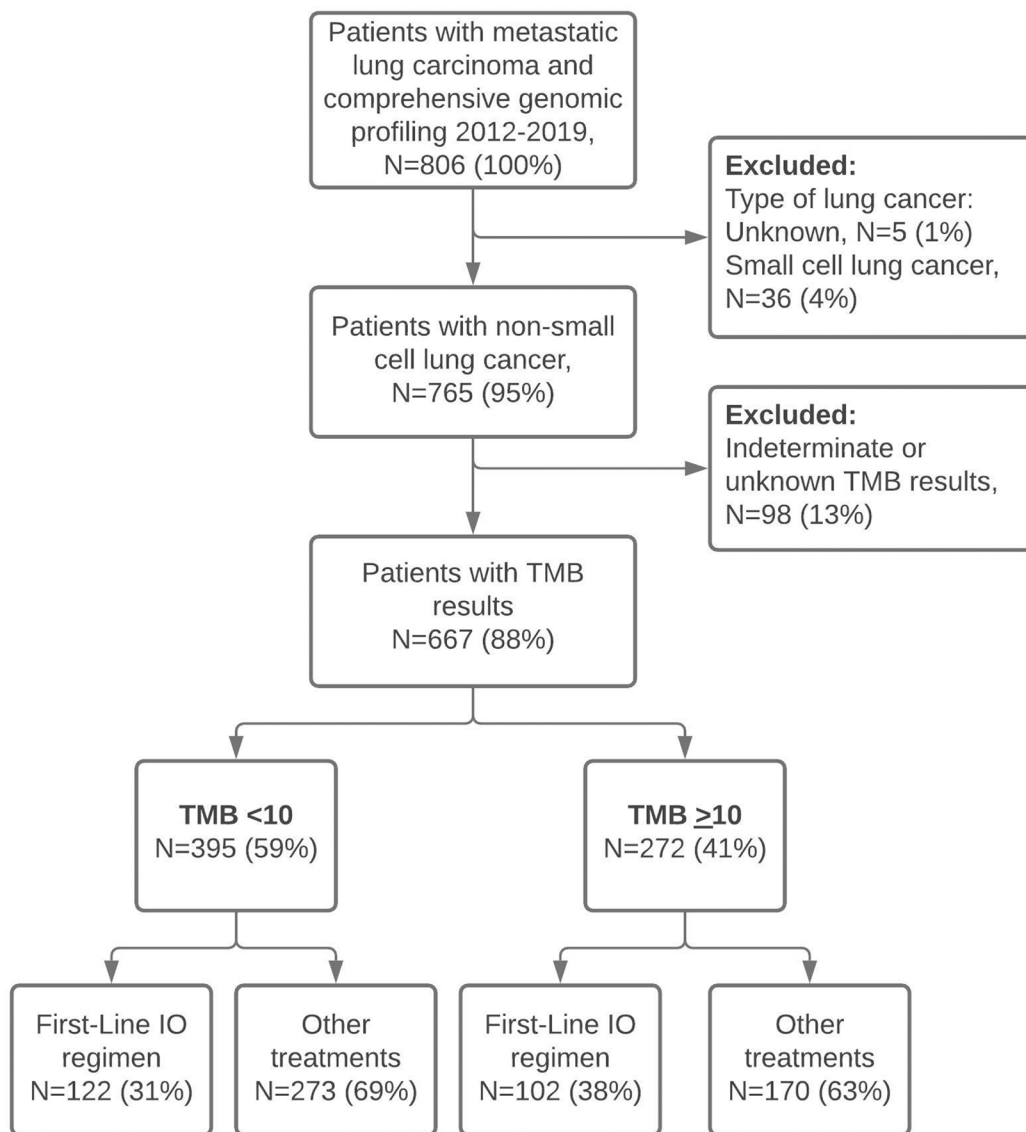 Patients with metastatic
lung carcinoma and
comprehensive genomic
profiling 2012-2019,
N=806 (100%)
Excluded:
Type of lung cancer:
Unknown, N=5 (1%)
Small cell lung cancer,
N=36 (4%)
Patients with non-small
cell lung cancer,
N=765 (95%)
Excluded:
Indeterminate or
unknown TMB results,
N=98 (13%)
Patients with TMB
results
N=667 (88%)
TMB <10
N=395 (59%)
TMB ≥10
N=272 (41%)
First-Line IO
regimen
N=122 (31%)
Other
treatments
N=273 (69%)
First-Line IO
regimen
N=102 (38%)
Other
treatments
N=170 (63%)